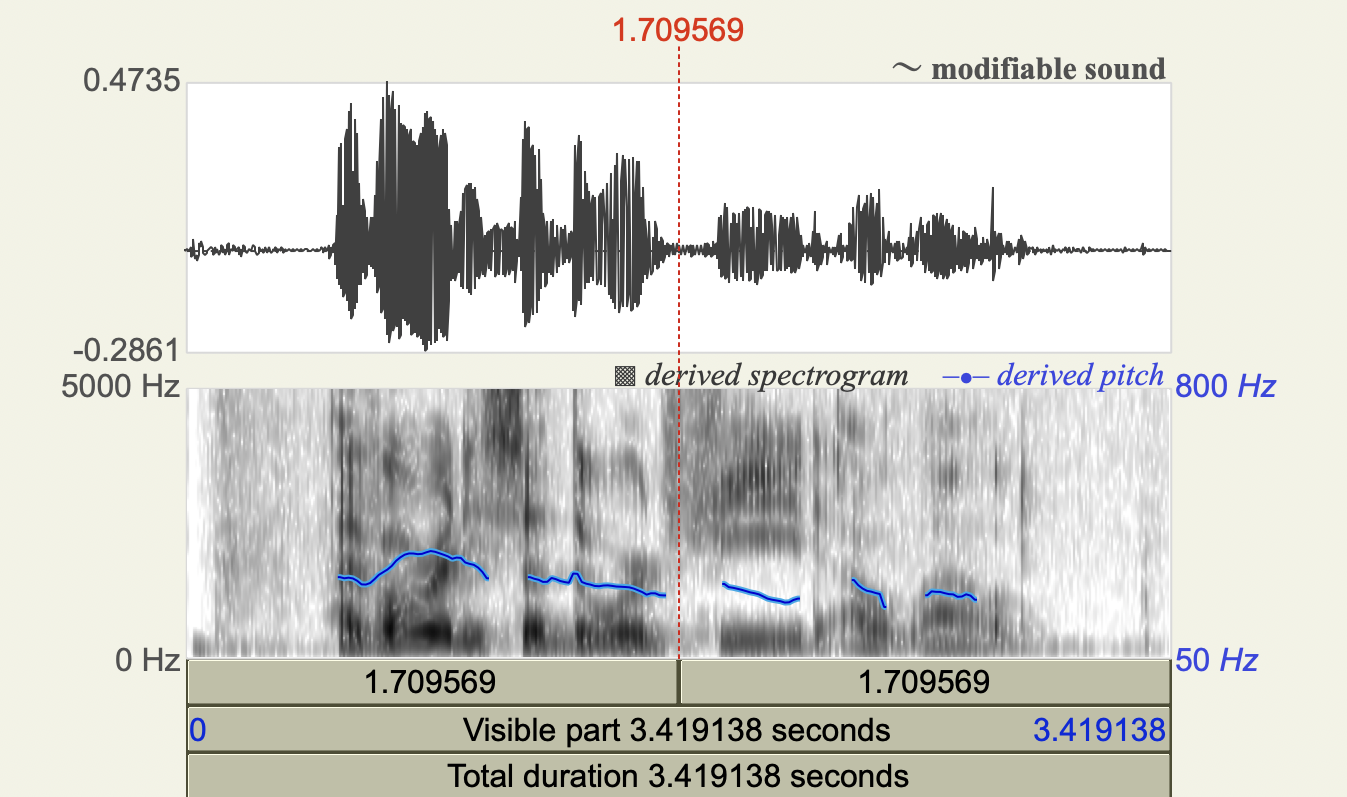 1.709569
0.4735
~ modifiable sound
-0.2861
derived spectrogram
derived pitch
5000 Hz
800 Hz
0 Hz
50 Hz
1.709569 1.709569
0 Visible part 3.419138 seconds 3.419138
Total duration 3.419138 seconds